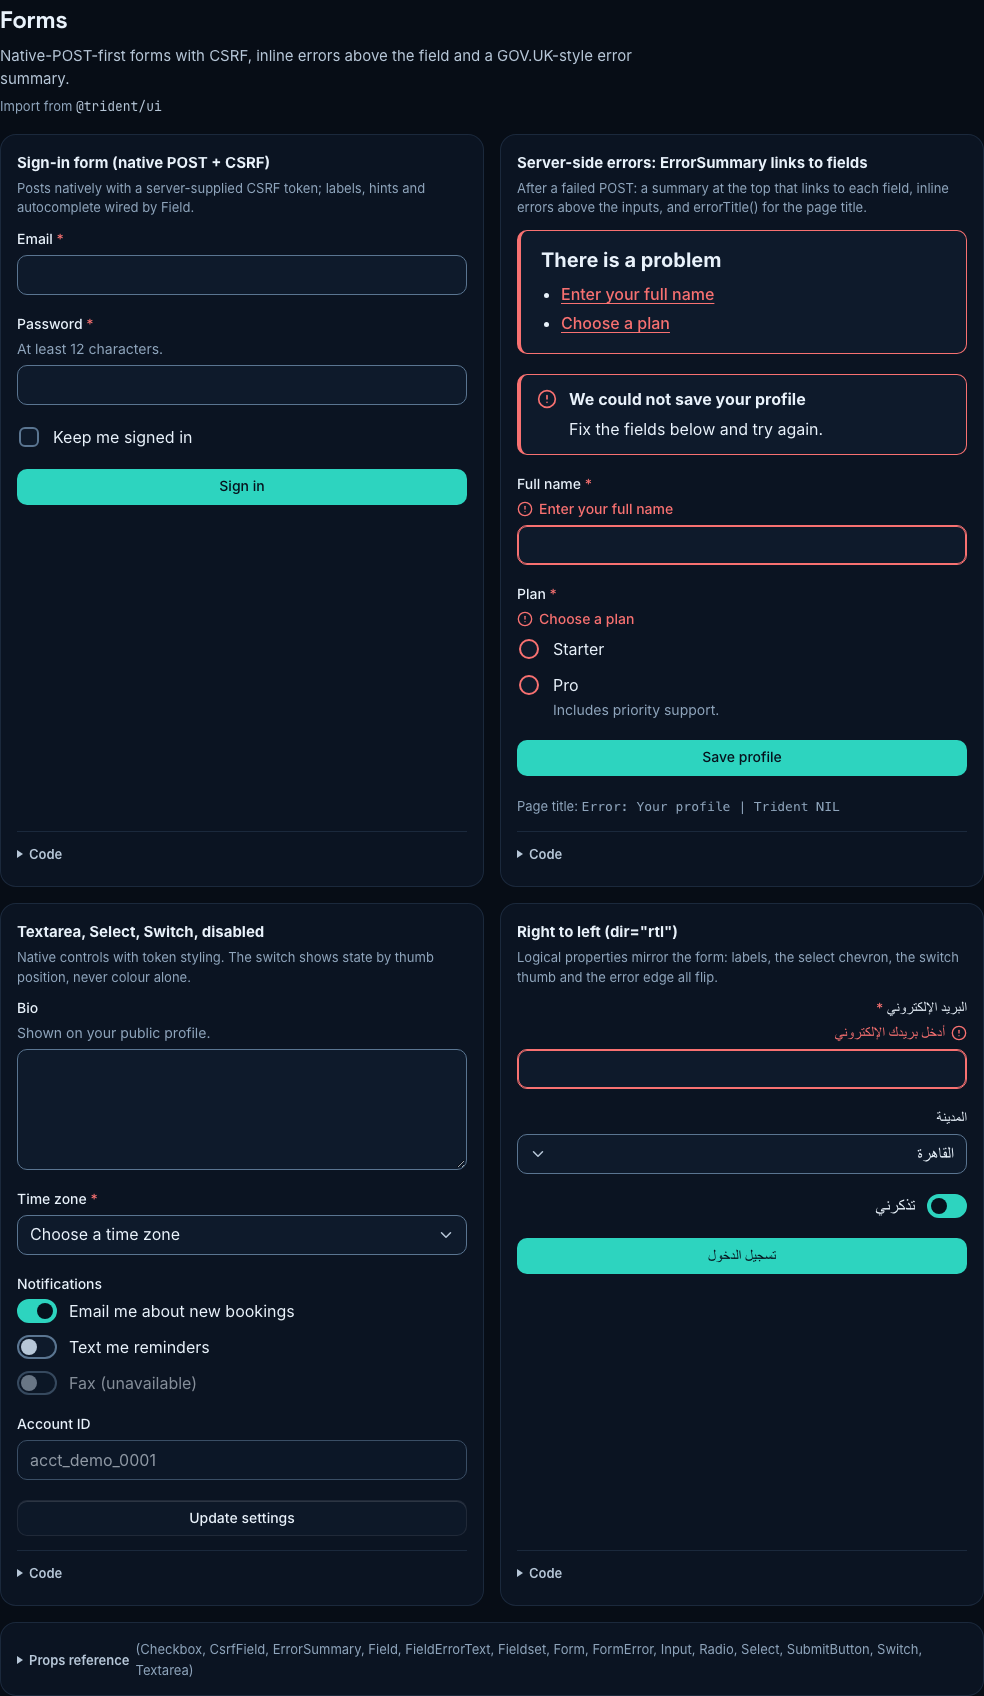 Forms
Native-POST-first forms with CSRF, inline errors above the field and a GOV.UK-style error
summary.
Import from @trident/ui
Sign-in form (native POST + CSRF)
Posts natively with a server-supplied CSRF token; labels, hints and
autocomplete wired by Field.
Email *
Password *
At least 12 characters.
Keep me signed in
Sign in
Code
Server-side errors: ErrorSummary links to fields
After a failed POST: a summary at the top that links to each field, inline
errors above the inputs, and errorTitle() for the page title.
There is a problem
• Enter your full name
• Choose a plan
We could not save your profile
Fix the fields below and try again.
Full name *
Enter your full name
Plan *
Choose a plan
Starter
Pro
Includes priority support.
Save profile
Page title: Error: Your profile | Trident NIL
Code
Textarea, Select, Switch, disabled
Native controls with token styling. The switch shows state by thumb
position, never colour alone.
Bio
Shown on your public profile.
Time zone *
Choose a time zone
Notifications
Email me about new bookings
Text me reminders
Fax (unavailable)
Account ID
acct_demo_0001
Update settings
Code
Right to left (dir="rtl")
Logical properties mirror the form: labels, the select chevron, the switch
thumb and the error edge all flip.
البريد الإلكتروني *
أدخل بريدك الإلكتروني
المدينة
القاهرة
تذكرني
تسجيل الدخول
Code
Props reference (Checkbox, CsrfField, ErrorSummary, Field, FieldErrorText, Fieldset, Form, FormError, Input, Radio, Select, SubmitButton, Switch,
Textarea)